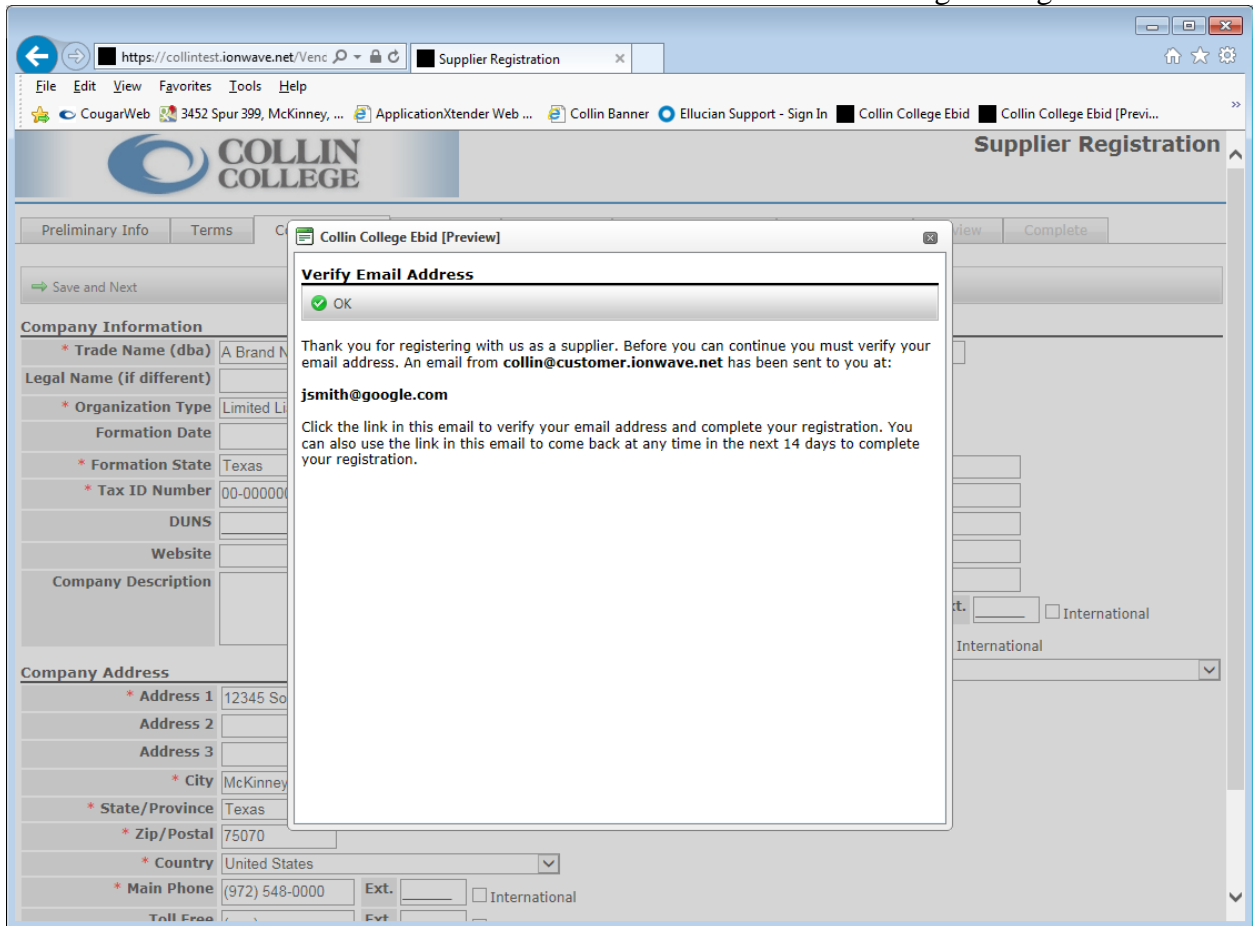 https://collintest.ionwave.net/Venc
Supplier Registration
File Edit View Favorites Tools Help
CougarWeb 3452 Spur 399, McKinney, ... ApplicationXtender Web ... Collin Banner Ellucian Support - Sign In Collin College Ebid Collin College Ebid [Previ... »
COLLIN
COLLEGE
Supplier Registration
Preliminary Info Terms Complete
Collin College Ebid [Preview]
Verify Email Address
OK
Thank you for registering with us as a supplier. Before you can continue you must verify your
email address. An email from collin@customer.ionwave.net has been sent to you at:
jsmith@google.com
Click the link in this email to verify your email address and complete your registration. You
can also use the link in this email to come back at any time in the next 14 days to complete
your registration.
Save and Next
Company Information
* Trade Name (dba) A Brand N
Legal Name (if different)
* Organization Type Limited Li
Formation Date
* Formation State Texas
* Tax ID Number 00-000000
DUNS
Website
Company Description
Ext. International
International
Company Address
* Address 1 12345 So
Address 2
Address 3
* City McKinney
* State/Province Texas
* Zip/Postal 75070
* Country United States
* Main Phone (972) 548-0000 Ext. International
Toll Free Ext.